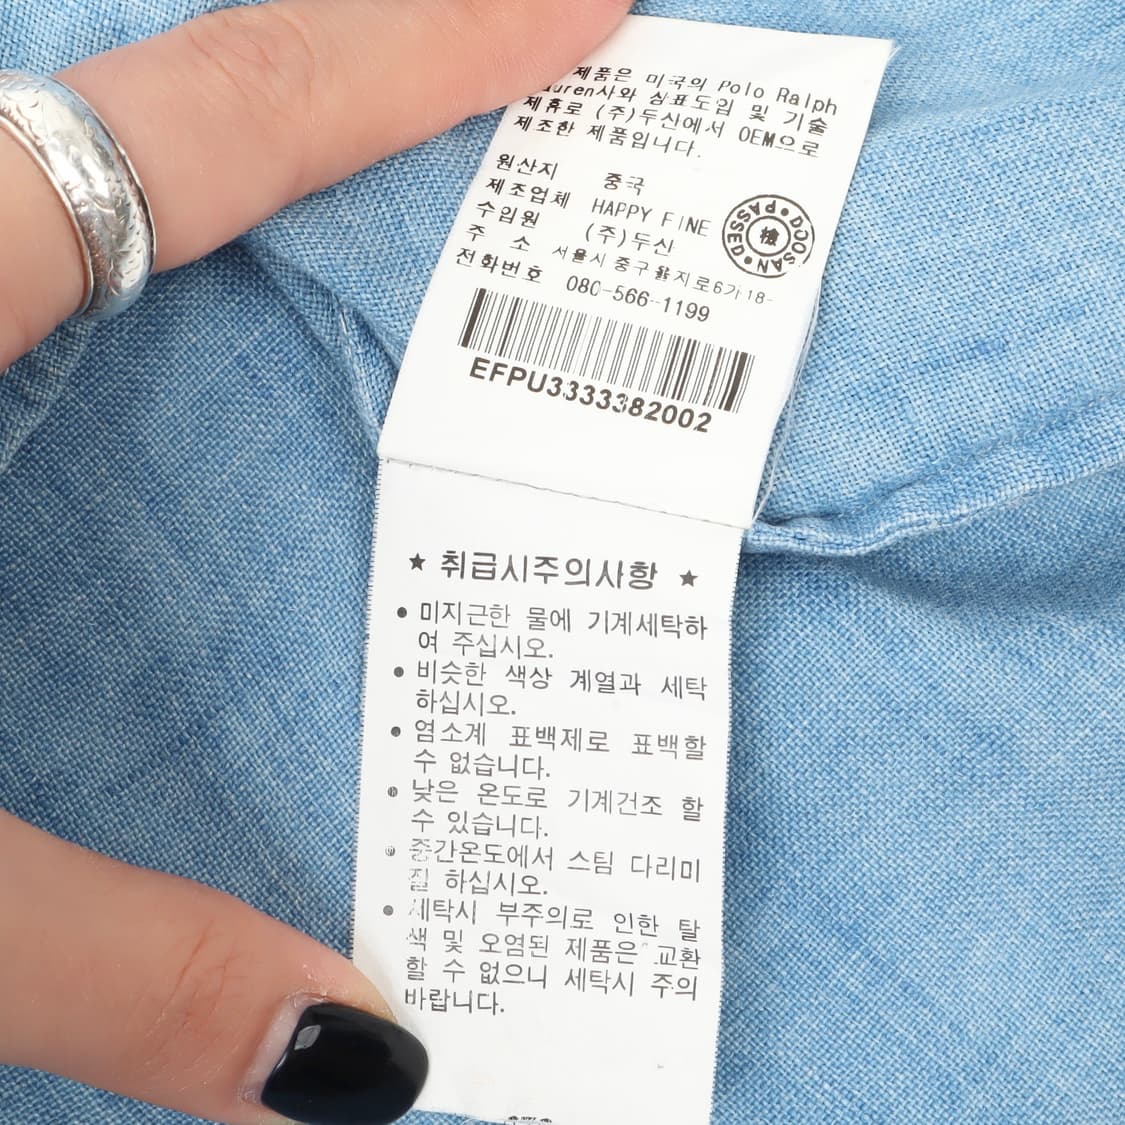 제품은 미국의 Polo Ralph
Lauren사와 상표도입 및 기술
제휴로 (주)두산에서 OEM으로
제조한 제품입니다.
원산지 중국
제조업체 HAPPY FINE
수입원 (주)두산
주 소 서울시 중구 을지로6가 18-
전화번호 080-566-1199
DOOSAN PASSED
檢
EFPU3333382002
★ 취급시주의사항 ★
● 미지근한 물에 기계세탁하
여 주십시오.
● 비슷한 색상 계열과 세탁
하십시오.
● 염소계 표백제로 표백할
수 없습니다.
● 낮은 온도로 기계건조 할
수 있습니다.
● 중간온도에서 스팀 다리미
질 하십시오.
● 세탁시 부주의로 인한 탈
색 및 오염된 제품은 교환
할 수 없으니 세탁시 주의
바랍니다.